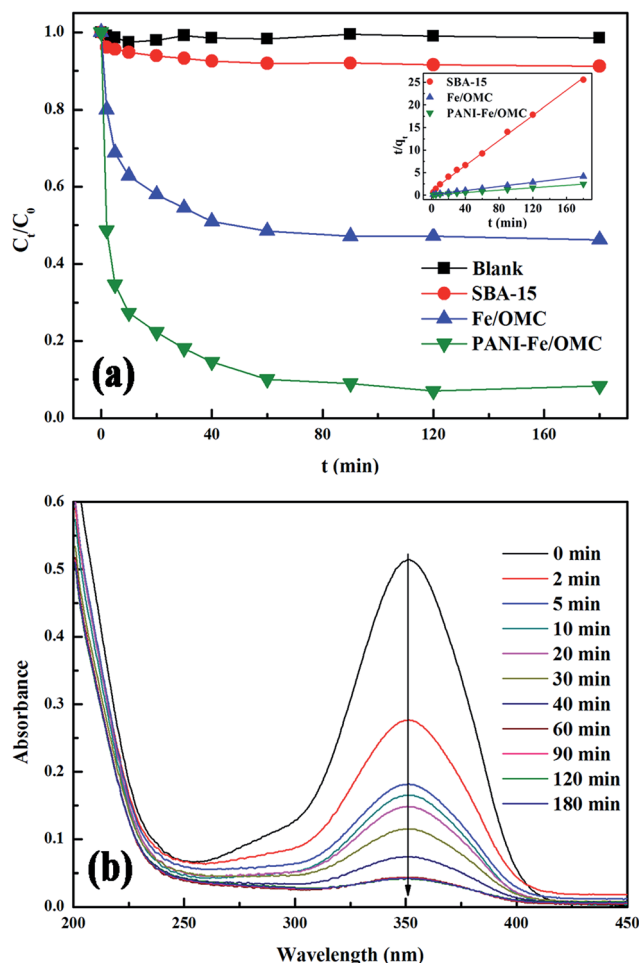 1.0
0.8
0.6
0.4
0.2
0.0
C_t/C_0
0
40
80
120
160
t (min)
(a)
Blank
SBA-15
Fe/OMC
PANI-Fe/OMC
25
20
15
10
5
0
t/q_t
0
40
80
120
160
t (min)
SBA-15
Fe/OMC
PANI-Fe/OMC
0.6
0.5
0.4
0.3
0.2
0.1
0.0
Absorbance
200
250
300
350
400
450
Wavelength (nm)
(b)
0 min
2 min
5 min
10 min
20 min
30 min
40 min
60 min
90 min
120 min
180 min